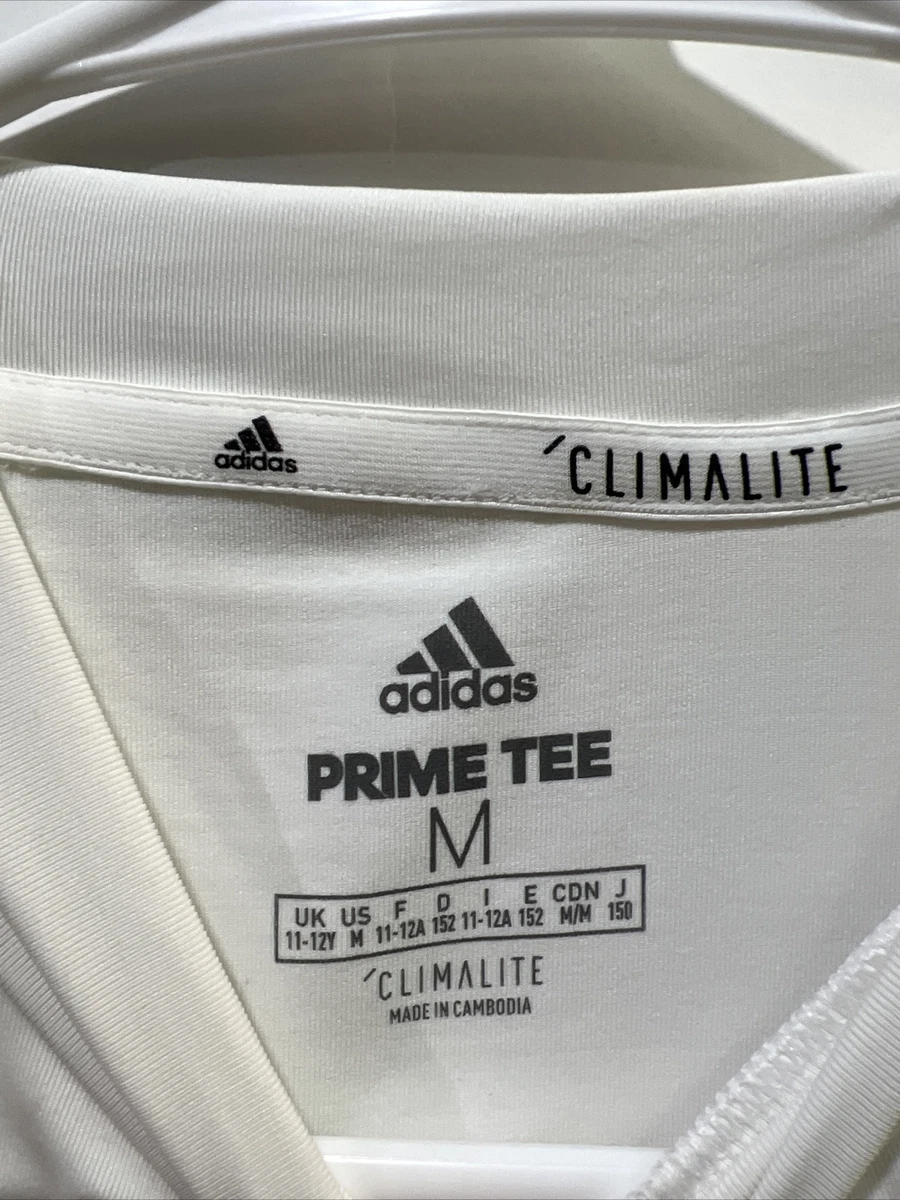 adidas
´CLIMALITE
adidas
PRIME TEE
M
UK US F D I E CDN J
11-12Y M 11-12A 152 11-12A 152 M/M 150
´CLIMALITE
MADE IN CAMBODIA